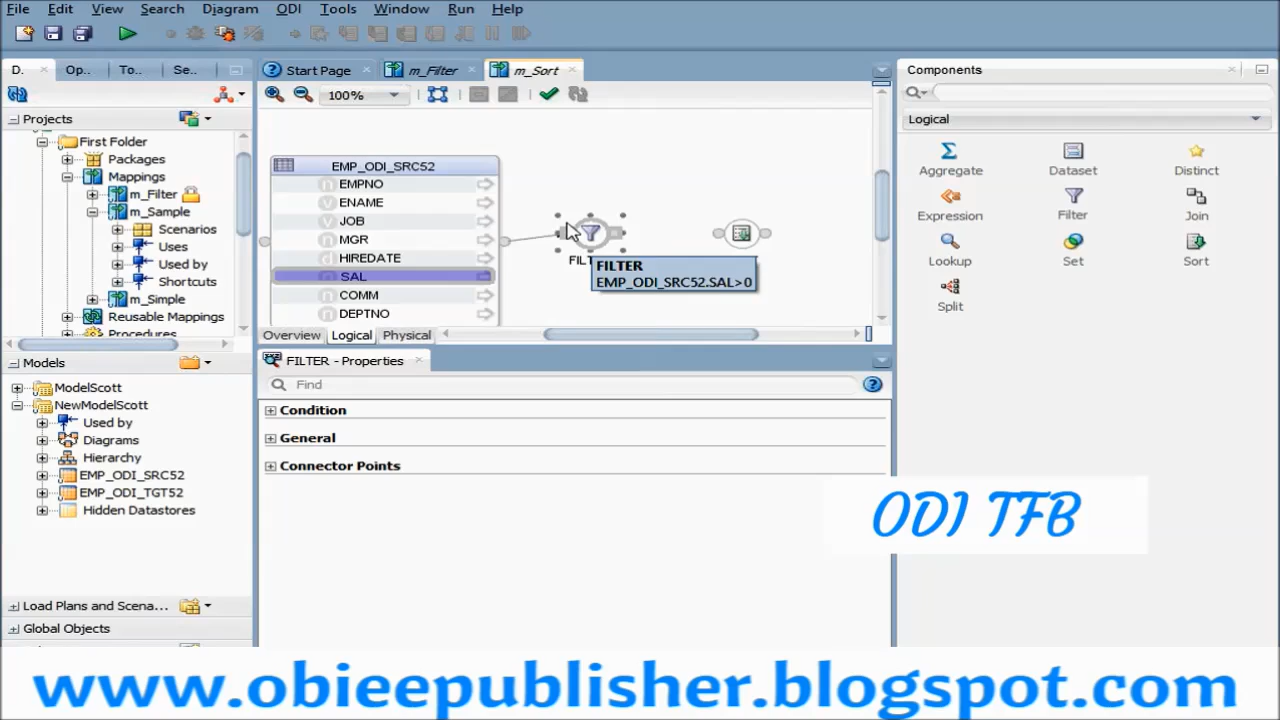 File Edit View Search Diagram ODI Tools Window Run Help
D. Op.. To.. Se..
Start Page m_Filter m_Sort
Components
100%
Projects
Logical
First Folder
Packages
Mappings
m_Filter
m_Sample
Scenarios
Uses
Used by
Shortcuts
m_Simple
Reusable Mappings
Procedures
EMP_ODI_SRC52
EMPNO
ENAME
JOB
MGR
HIREDATE
SAL
COMM
DEPTNO
FILTER
EMP_ODI_SRC52.SAL>0
Overview Logical Physical
Aggregate Dataset Distinct
Expression Filter Join
Lookup Set Sort
Split
Models
ModelScott
NewModelScott
Used by
Diagrams
Hierarchy
EMP_ODI_SRC52
EMP_ODI_TGT52
Hidden Datastores
FILTER - Properties
Find
Condition
General
Connector Points
ODI TFB
Load Plans and Scena...
Global Objects
www.obieepublisher.blogspot.com